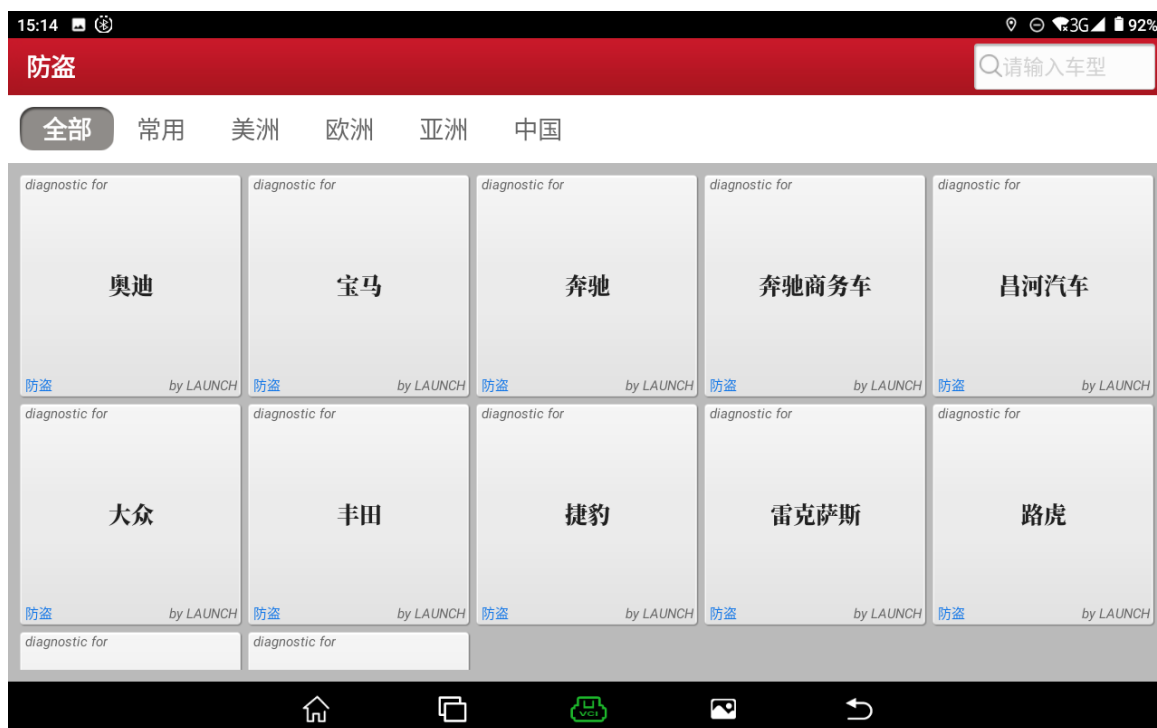 15:14 3G 92%
防盗 请输入车型
全部 常用 美洲 欧洲 亚洲 中国
diagnostic for diagnostic for diagnostic for diagnostic for diagnostic for
奥迪 宝马 奔驰 奔驰商务车 昌河汽车
防盗 by LAUNCH 防盗 by LAUNCH 防盗 by LAUNCH 防盗 by LAUNCH 防盗 by LAUNCH
diagnostic for diagnostic for diagnostic for diagnostic for diagnostic for
大众 丰田 捷豹 雷克萨斯 路虎
防盗 by LAUNCH 防盗 by LAUNCH 防盗 by LAUNCH 防盗 by LAUNCH 防盗 by LAUNCH
diagnostic for diagnostic for
VCI